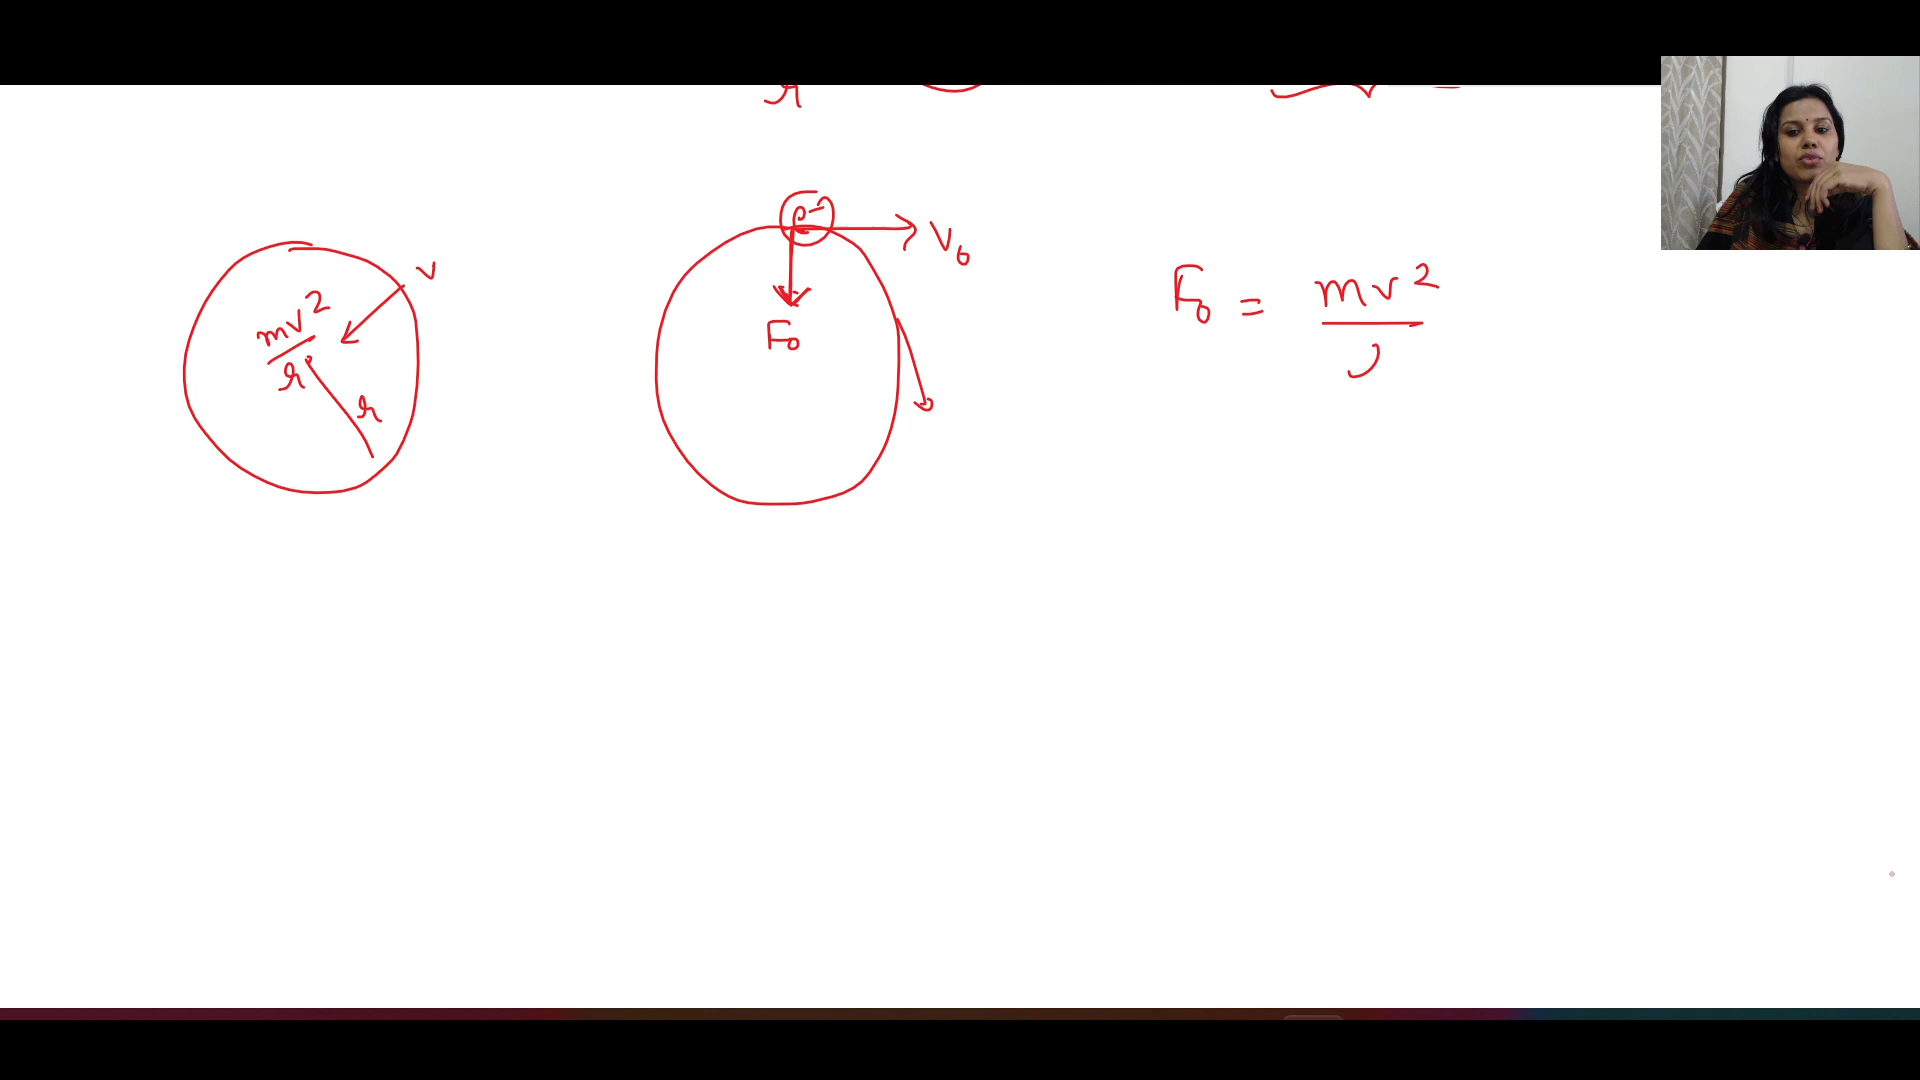 r
v
mv²
r
r
e-
V₀
F₀
F₀ = mv²